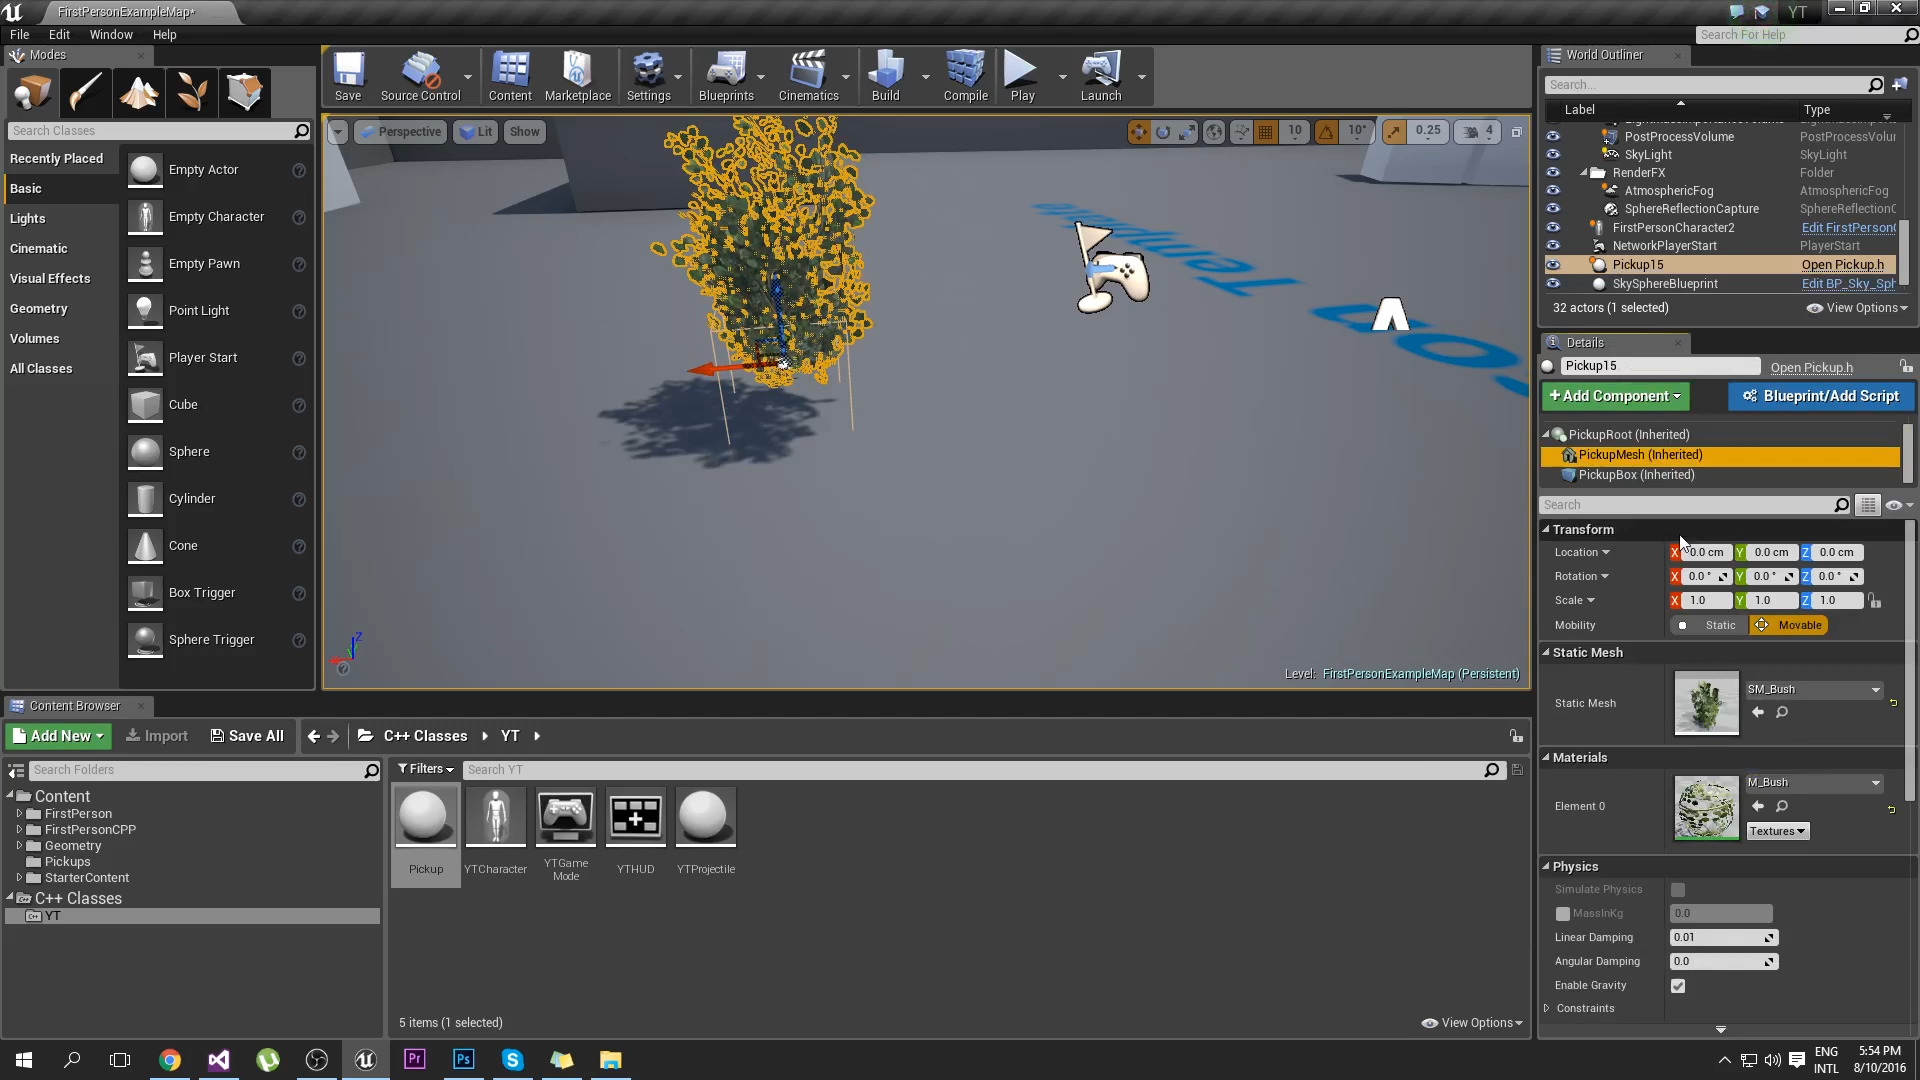 FirstPersonExampleMap*
YT
File Edit Window Help
Search For Help
Modes
Search Classes
Recently Placed
Basic
Lights
Cinematic
Visual Effects
Geometry
Volumes
All Classes
Empty Actor
Empty Character
Empty Pawn
Point Light
Player Start
Cube
Sphere
Cylinder
Cone
Box Trigger
Sphere Trigger
Save Source Control Content Marketplace Settings Blueprints Cinematics Build Compile Play Launch
Perspective Lit Show
10 10° 0.25 4
Level: FirstPersonExampleMap (Persistent)
World Outliner
Search...
Label Type
PostProcessVolume PostProcessVolur
SkyLight SkyLight
RenderFX Folder
AtmosphericFog AtmosphericFog
SphereReflectionCapture SphereReflectionC
FirstPersonCharacter2 Edit FirstPerson
NetworkPlayerStart PlayerStart
Pickup15 Open Pickup.h
SkySphereBlueprint Edit BP_Sky_Sph
32 actors (1 selected) View Options
Details
Pickup15 Open Pickup.h
+Add Component Blueprint/Add Script
PickupRoot (Inherited)
PickupMesh (Inherited)
PickupBox (Inherited)
Search
Transform
Location X 0.0 cm Y 0.0 cm Z 0.0 cm
Rotation X 0.0 ° Y 0.0 ° Z 0.0 °
Scale X 1.0 Y 1.0 Z 1.0
Mobility Static Movable
Static Mesh
Static Mesh SM_Bush
Materials
Element 0 M_Bush
Textures
Physics
Simulate Physics
MassInKg 0.0
Linear Damping 0.01
Angular Damping 0.0
Enable Gravity
Constraints
Content Browser
Add New Import Save All C++ Classes YT
Search Folders
Content
FirstPerson
FirstPersonCPP
Geometry
Pickups
StarterContent
C++ Classes
YT
Filters Search YT
Pickup YTCharacter YTGame Mode YTHUD YTProjectile
5 items (1 selected) View Options
ENG
INTL
5:54 PM
8/10/2016